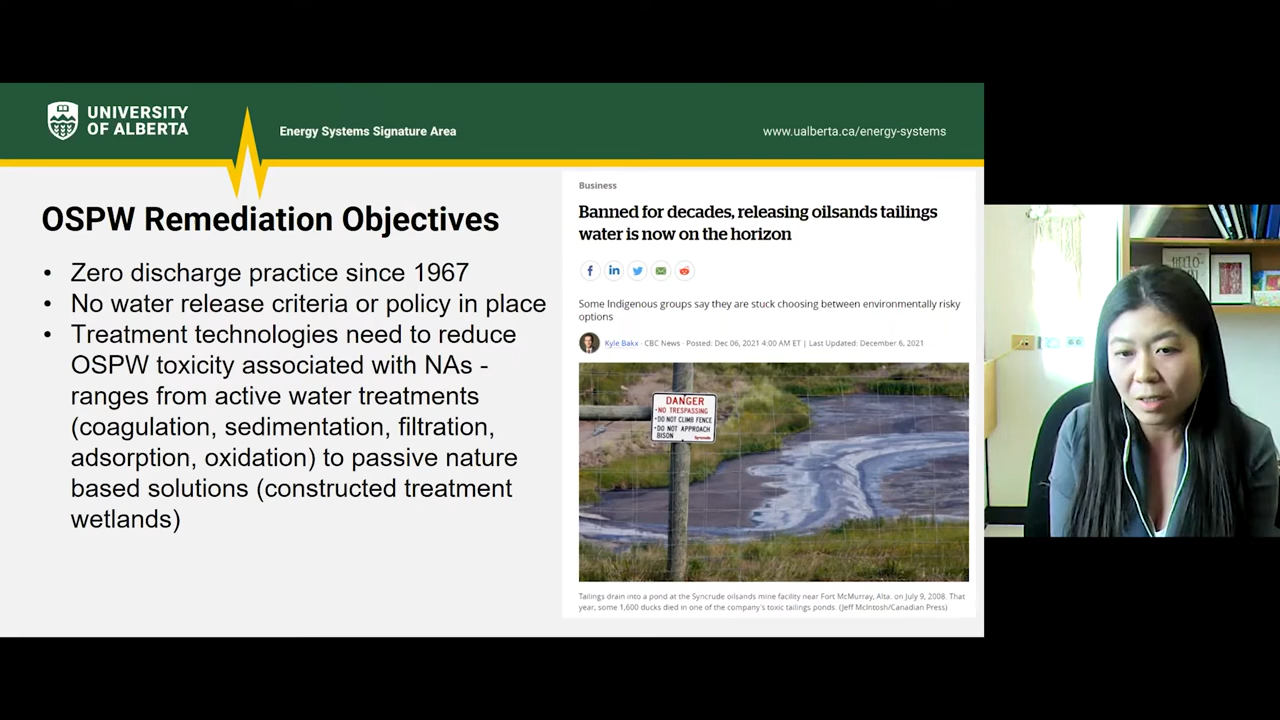 UNIVERSITY
OF ALBERTA
Energy Systems Signature Area
www.ualberta.ca/energy-systems
OSPW Remediation Objectives
• Zero discharge practice since 1967
• No water release criteria or policy in place
• Treatment technologies need to reduce
OSPW toxicity associated with NAs -
ranges from active water treatments
(coagulation, sedimentation, filtration,
adsorption, oxidation) to passive nature
based solutions (constructed treatment
wetlands)
Business
Banned for decades, releasing oilsands tailings
water is now on the horizon
Some Indigenous groups say they are stuck choosing between environmentally risky
options
Kyle Bakx · CBC News · Posted: Dec 06, 2021 4:00 AM ET | Last Updated: December 6, 2021
DANGER
•NO TRESPASSING
•DO NOT CLIMB FENCE
•DO NOT APPROACH
BISON
Syncrude
Tailings drain into a pond at the Syncrude oilsands mine facility near Fort McMurray, Alta. on July 9, 2008. That
year, some 1,600 ducks died in one of the company's toxic tailings ponds. (Jeff McIntosh/Canadian Press)
HELLO